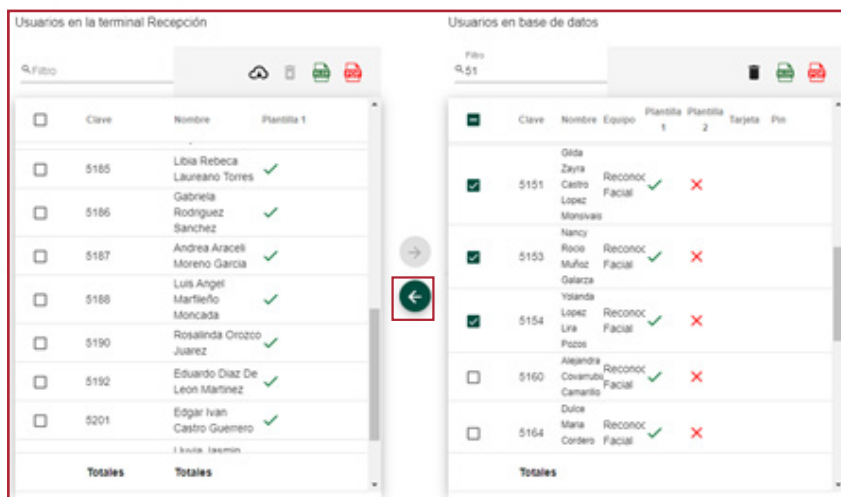 Usuarios en la terminal Recepción
Filtro
Clave Nombre Plantilla 1
5185 Libia Rebeca
Laureano Torres
5186 Gabriela
Rodriguez
Sanchez
5187 Andrea Araceli
Moreno Garcia
5188 Luis Angel
Marfileño
Moncada
5190 Rosalinda Orozco
Juarez
5192 Eduardo Diaz De
Leon Martinez
5201 Edgar Ivan
Castro Guerrero
Lluvia Jasmin
Totales Totales
Usuarios en base de datos
Filtro
51
Clave Nombre Equipo Plantilla 1 Plantilla 2 Tarjeta Pin
5151 Gilda
Zayra
Castro
Lopez
Monsivais
Reconoc
Facial
5153 Nancy
Rocio
Muñoz
Galarza
Reconoc
Facial
5154 Yolanda
Lopez
Lira
Pozos
Reconoc
Facial
5160 Alejandra
Covarrubi
Camarillo
Reconoc
Facial
5164 Dulce
Maria
Cordero
Reconoc
Facial
Totales